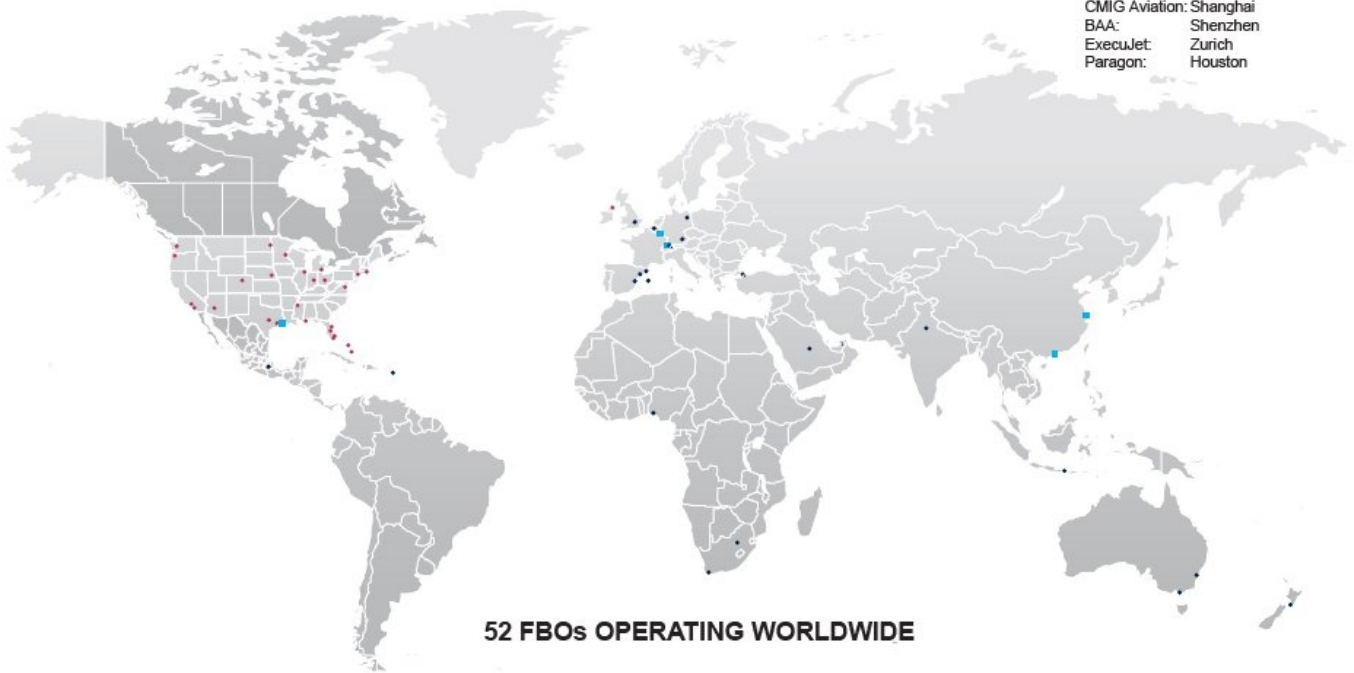 CMIG Aviation: Shanghai
BAA: Shenzhen
ExecuJet: Zurich
Paragon: Houston
52 FBOs OPERATING WORLDWIDE